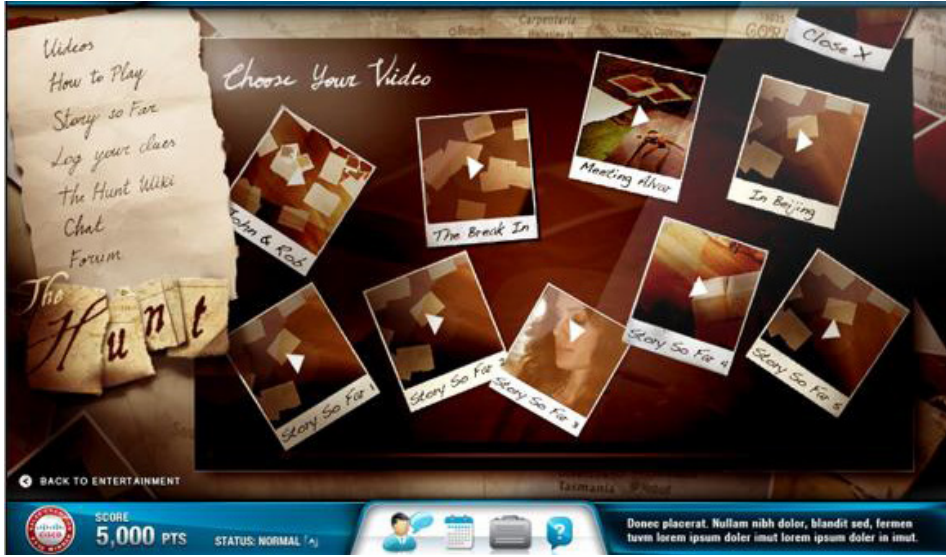 Videos
How to Play
Story so Far
Log your clues
The Hunt Wiki
Chat
Forum
The
Hunt
Choose Your Video
Close X
John & Rob
The Break In
Meeting Alvar
In Beijing
Story So Far 1
Story So Far 2
Story So Far 3
Story So Far 4
Story So Far 5
Carpentaria
Tasmania
BACK TO ENTERTAINMENT
CISCO
SCORE
5,000 PTS
STATUS: NORMAL
?
Donec placerat. Nullam nibh dolor, blandit sed, fermen
tuvm lorem ipsum doler imut lorem ipsum doler in imut.